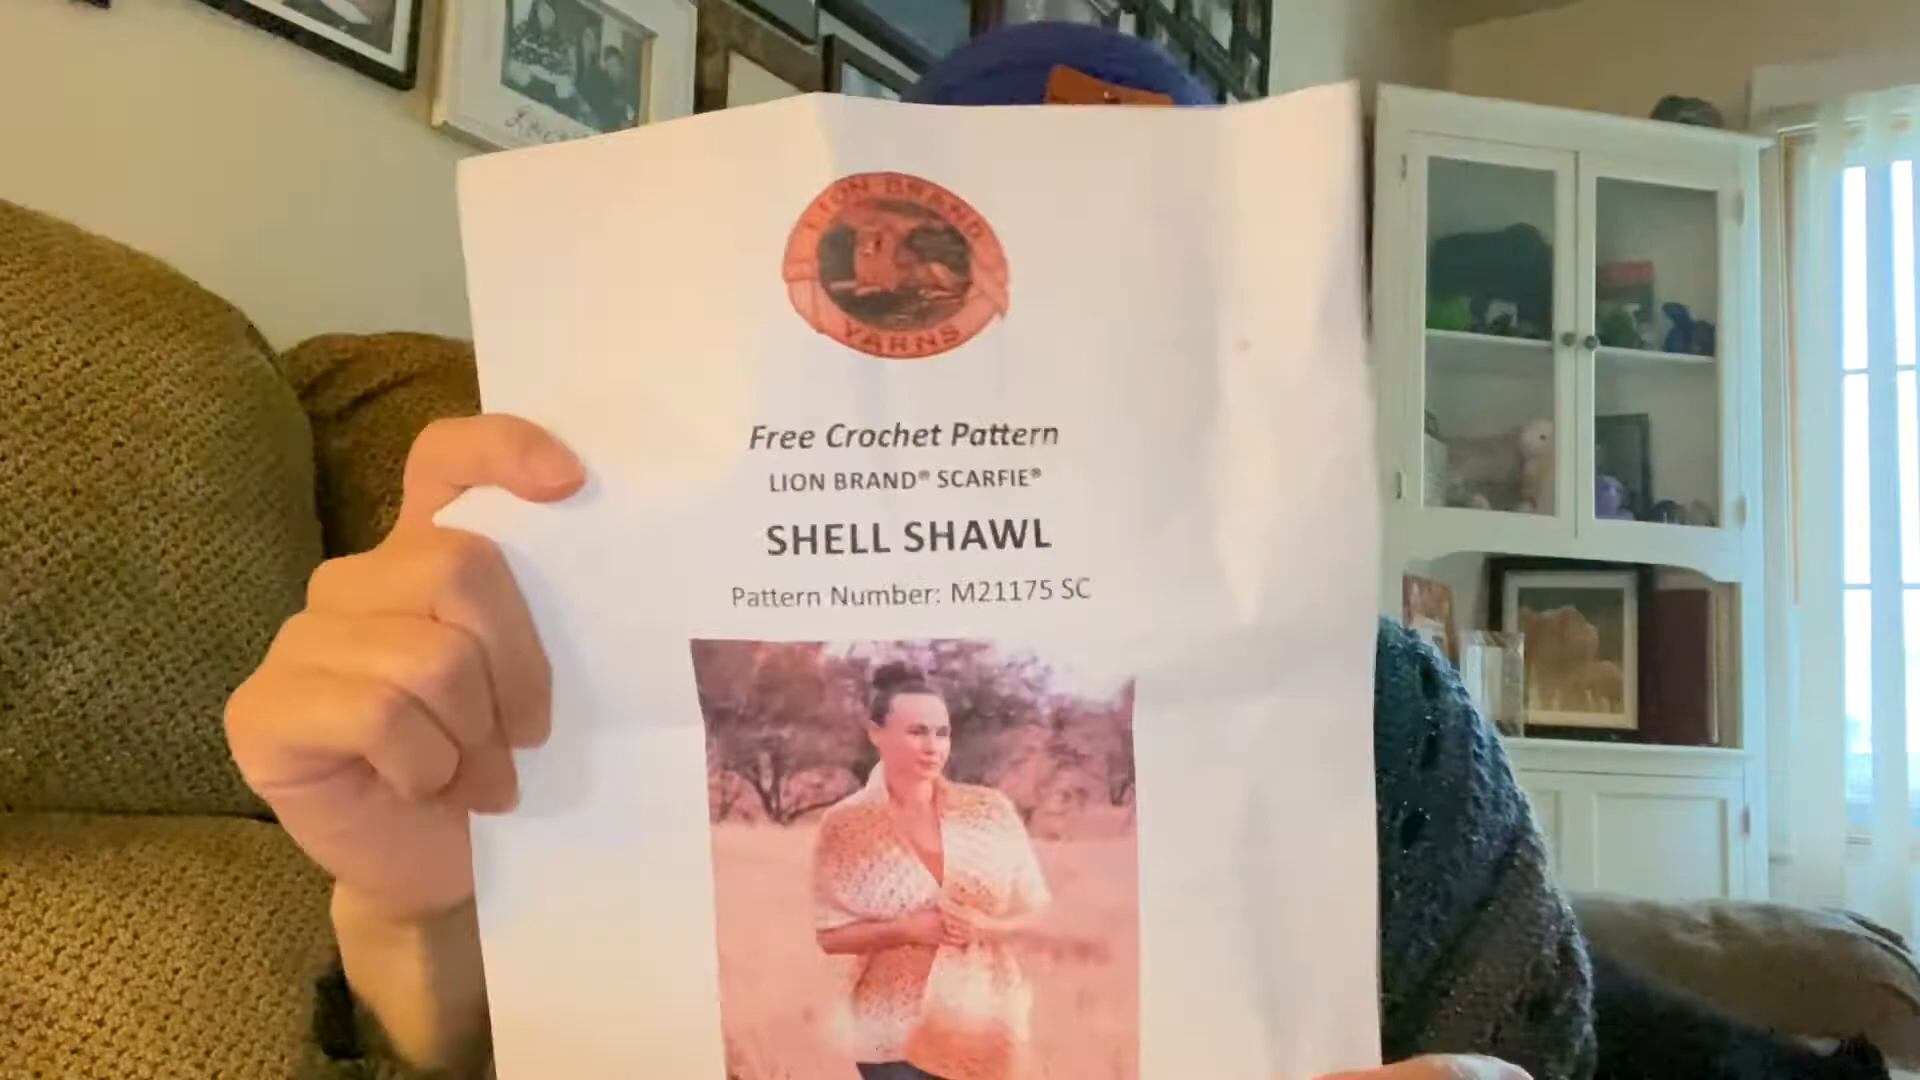 LION BRAND
YARNS
Free Crochet Pattern
LION BRAND® SCARFIE®
SHELL SHAWL
Pattern Number: M21175 SC